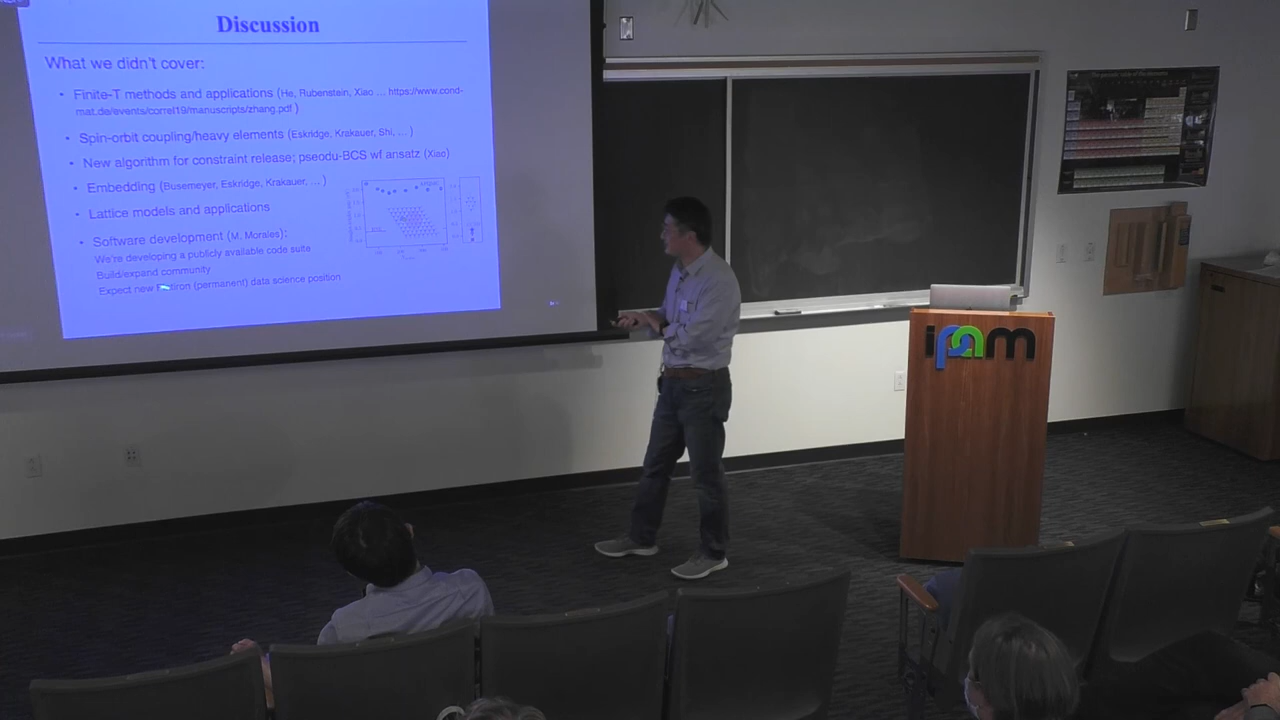 Discussion
What we didn't cover:
• Finite-T methods and applications (He, Rubenstein, Xiao ... https://www.cond-
mat.de/events/correl19/manuscripts/zhang.pdf )
• Spin-orbit coupling/heavy elements (Eskridge, Krakauer, Shi, ... )
• New algorithm for constraint release; pseodu-BCS wf ansatz (Xiao)
• Embedding (Busemeyer, Eskridge, Krakauer, ... )
• Lattice models and applications
• Software development (M. Morales):
We're developing a publicly available code suite
Build/expand community
Expect new (permanent) data science position
ipam